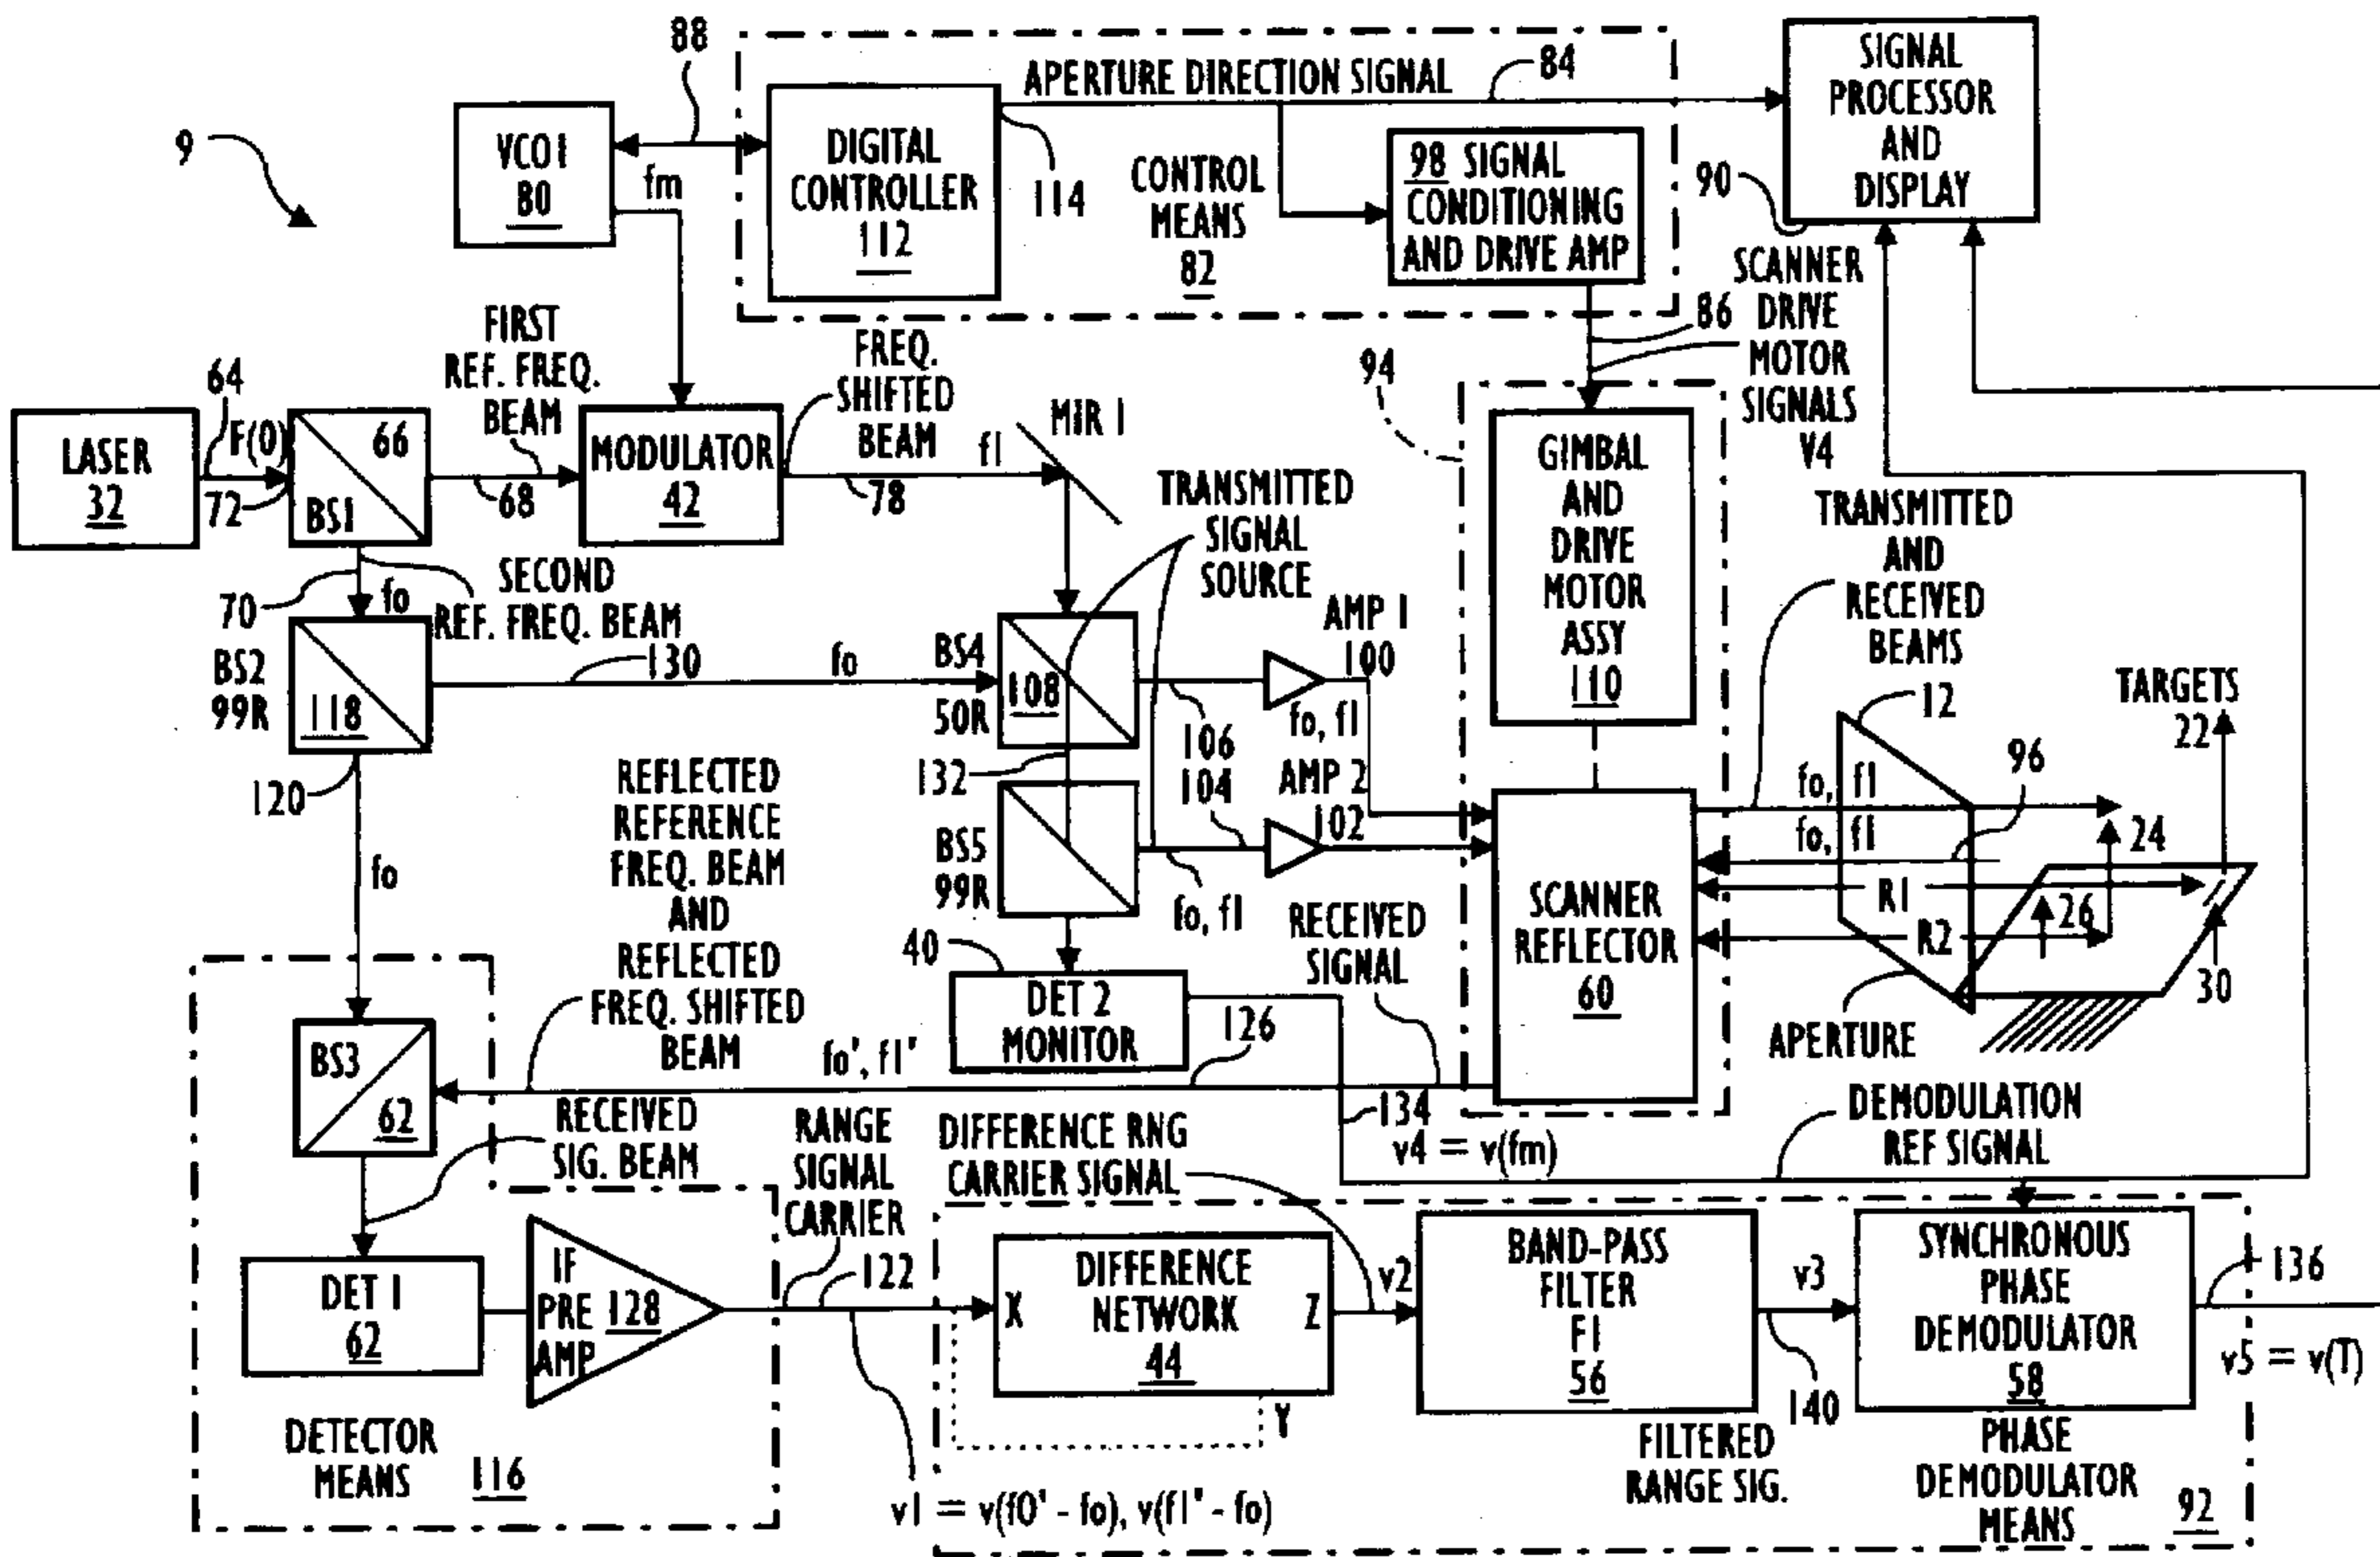 88
APERTURE DIRECTION SIGNAL
84
SIGNAL
PROCESSOR
AND
DISPLAY
90
9
VCO1
80
fm
DIGITAL
CONTROLLER
112
114
CONTROL
MEANS
82
98 SIGNAL
CONDITIONING
AND DRIVE AMP
SCANNER
86 DRIVE
MOTOR
SIGNALS
V4
94
64
F(0)
LASER
32
72
66
BS1
FIRST
REF. FREQ.
BEAM
68
MODULATOR
42
FREQ.
SHIFTED
BEAM
f1
78
MIR 1
TRANSMITTED
SIGNAL
SOURCE
GIMBAL
AND
DRIVE
MOTOR
ASSY
110
TRANSMITTED
AND
RECEIVED
BEAMS
70
fo
SECOND
REF. FREQ. BEAM
BS2
99R
118
120
130
fo
BS4
50R
108
132
106
104
AMP 1
100
fo, f1
AMP 2
102
BS5
99R
fo, f1
12
TARGETS
22
96
fo, f1
fo, f1
24
R1
26
R2
30
APERTURE
SCANNER
REFLECTOR
60
REFLECTED
REFERENCE
FREQ. BEAM
AND
REFLECTED
FREQ. SHIFTED
BEAM
fo
40
DET 2
MONITOR
RECEIVED
SIGNAL
126
fo', f1'
BS3
62
RECEIVED
SIG. BEAM
RANGE
SIGNAL
CARRIER
122
DIFFERENCE RNG
CARRIER SIGNAL
134
v4 = v(fm)
DEMODULATION
REF SIGNAL
DET 1
62
IF
PRE
AMP
128
DETECTOR
MEANS
116
X
DIFFERENCE
NETWORK
44
Z
Y
v1 = v(f0' - fo), v(f1' - fo)
v2
BAND-PASS
FILTER
F1
56
v3
140
FILTERED
RANGE SIG.
SYNCHRONOUS
PHASE
DEMODULATOR
58
136
v5 = v(T)
PHASE
DEMODULATOR
MEANS
92